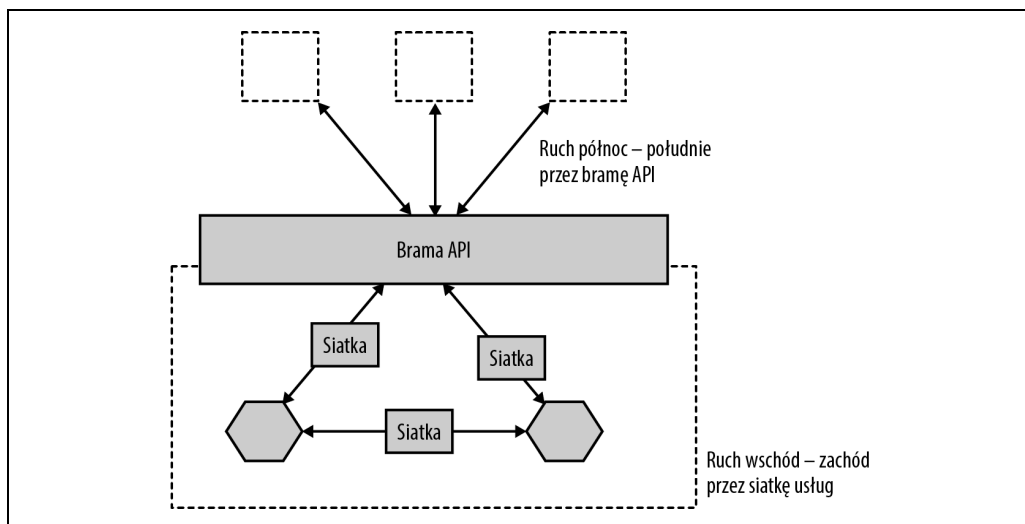 Ruch północ – południe
przez bramę API
Brama API
Siatka
Siatka
Siatka
Ruch wschód – zachód
przez siatkę usług